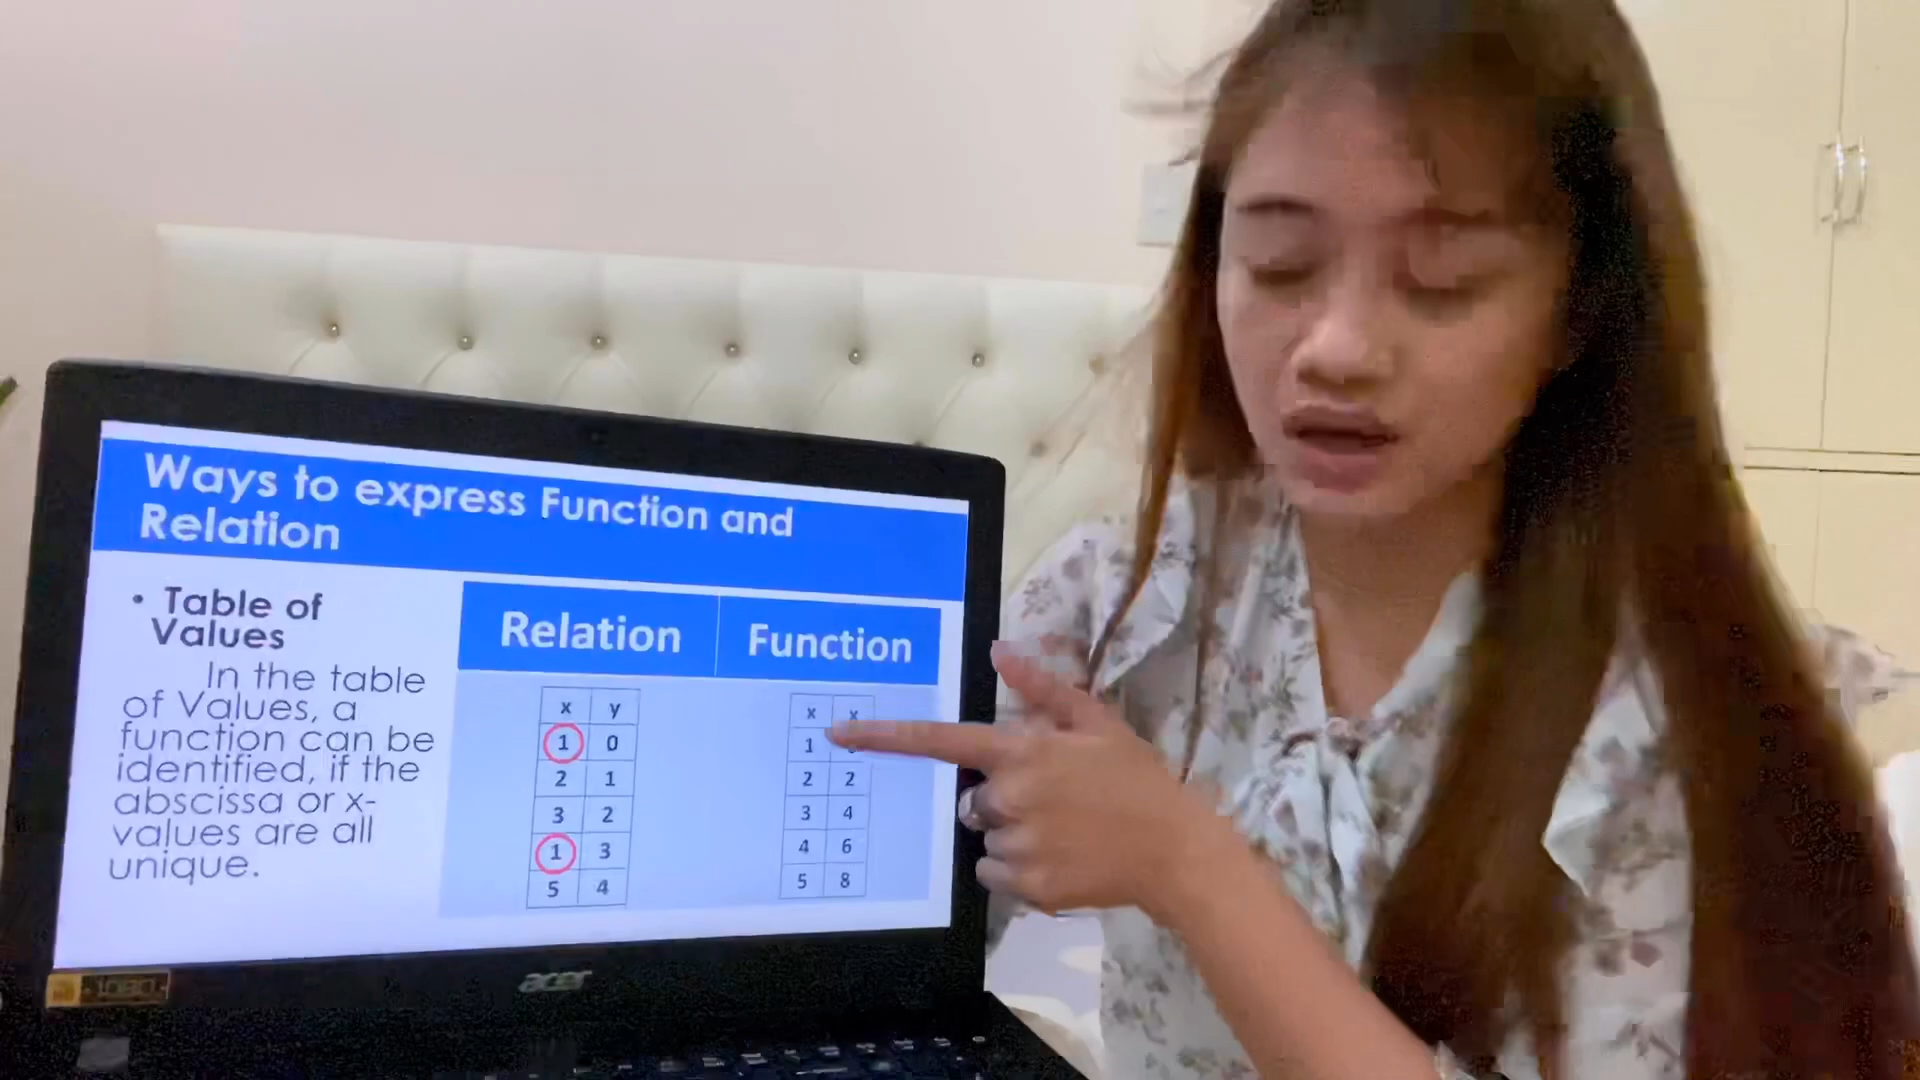 Ways to express Function and
Relation
• Table of
Values
In the table
of Values, a
function can be
identified, if the
abscissa or x-
values are all
unique.
Relation Function
x y
1 0
2 1
3 2
1 3
5 4
x x
1
2 2
3 4
4 6
5 8
acer
1080